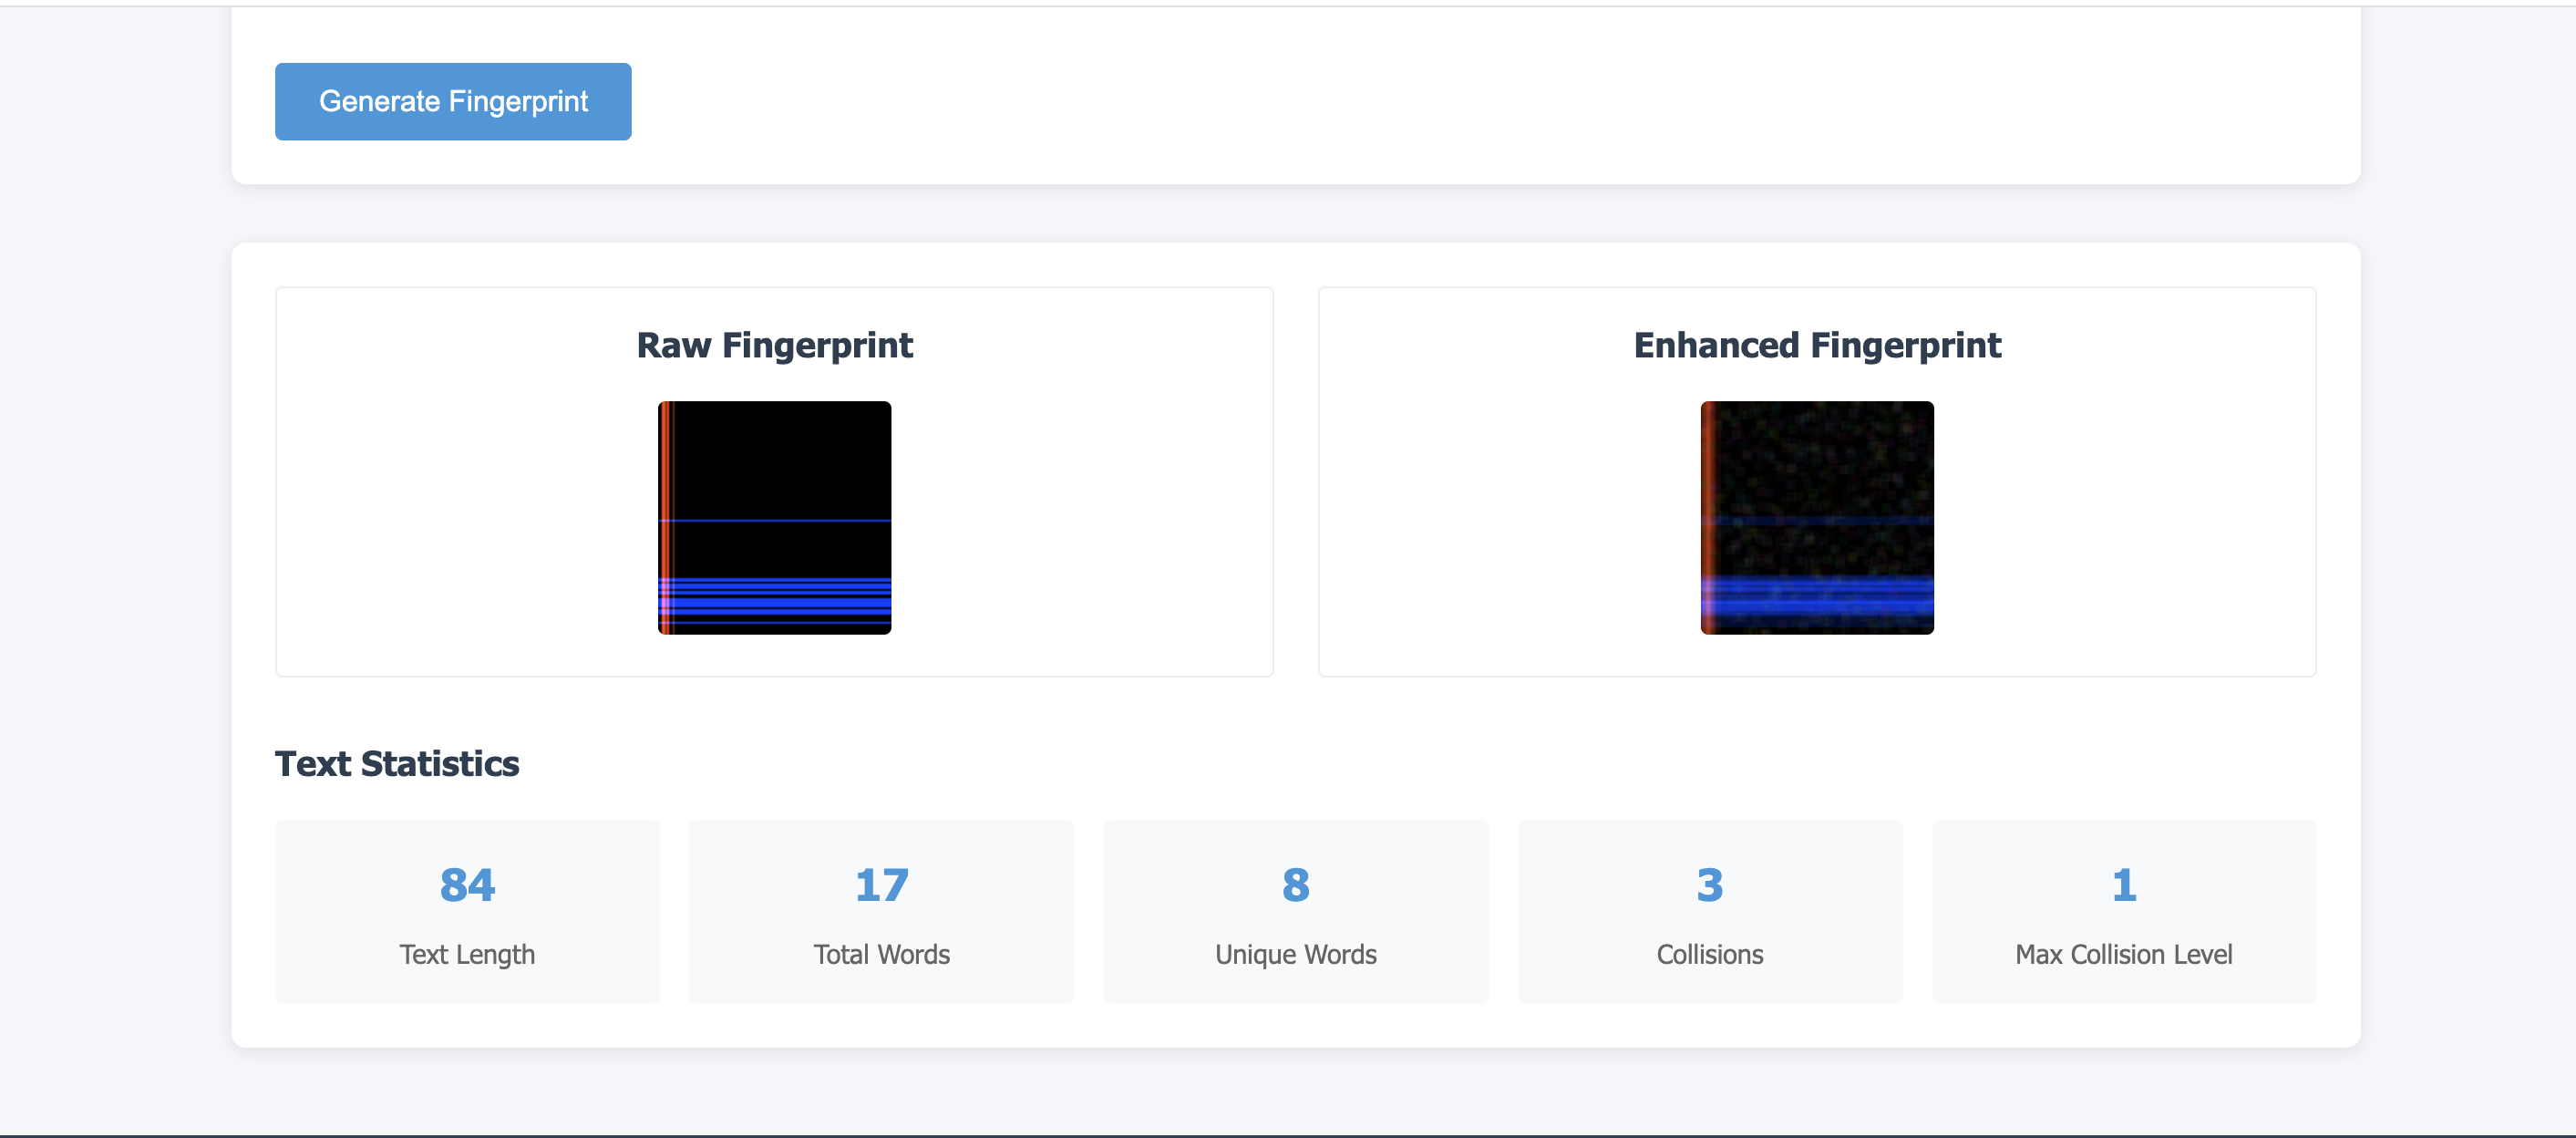 Generate Fingerprint
Raw Fingerprint
Enhanced Fingerprint
Text Statistics
84
Text Length
17
Total Words
8
Unique Words
3
Collisions
1
Max Collision Level